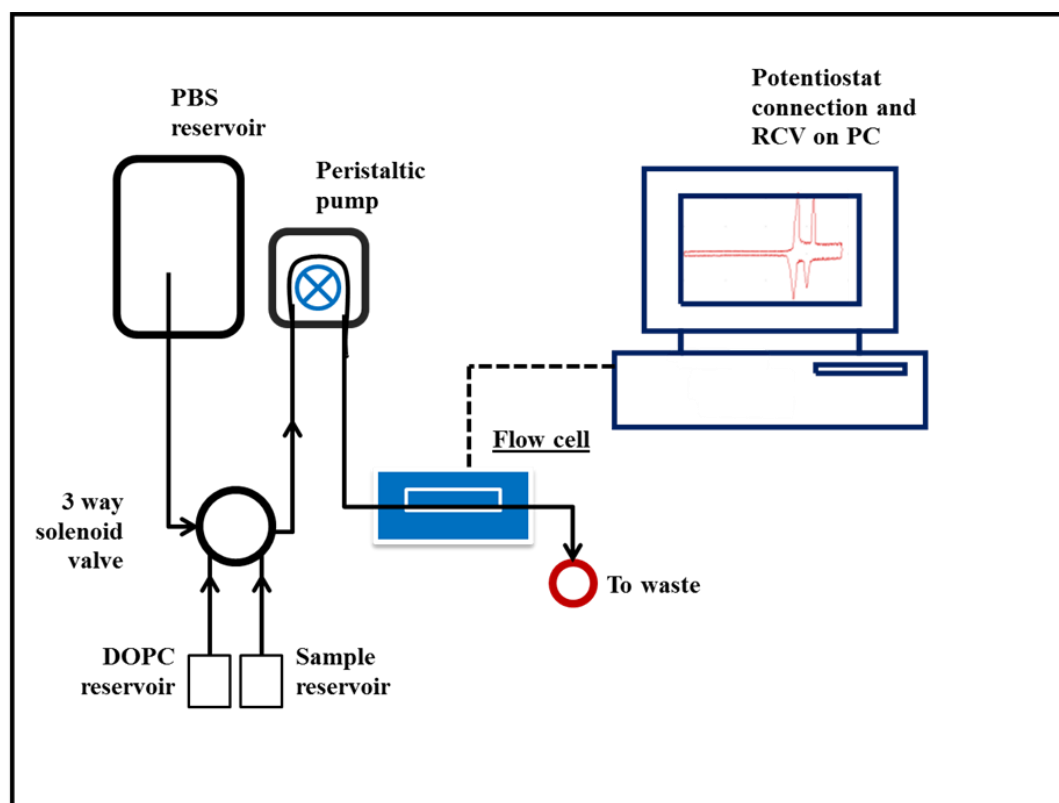 PBS
reservoir
Peristaltic
pump
Potentiostat
connection and
RCV on PC
Flow cell
3 way
solenoid
valve
To waste
DOPC
reservoir
Sample
reservoir